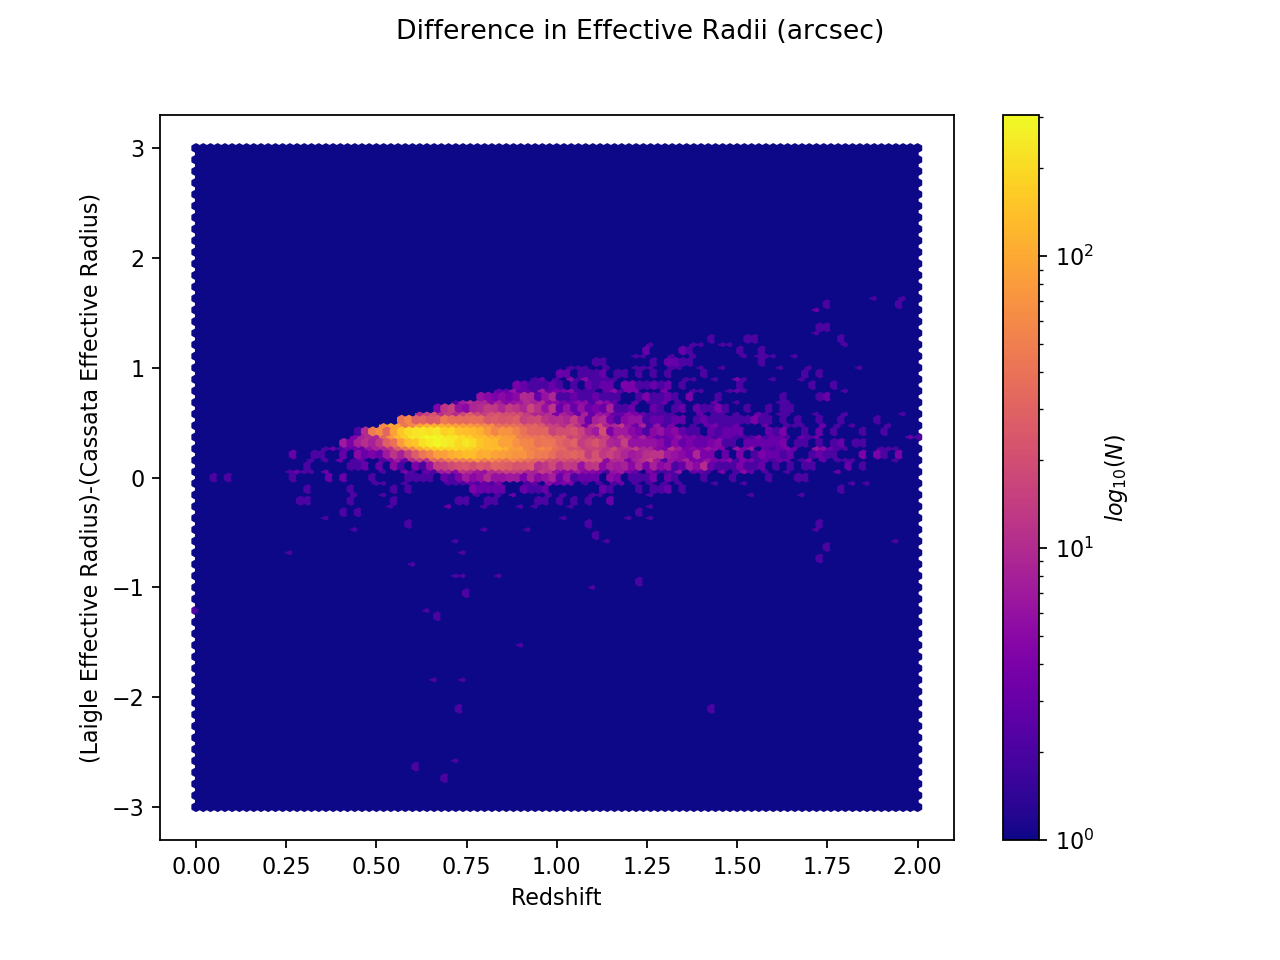 Difference in Effective Radii (arcsec)
(Laigle Effective Radius)-(Cassata Effective Radius)
3
2
1
0
−1
−2
−3
0.00 0.25 0.50 0.75 1.00 1.25 1.50 1.75 2.00
Redshift
10²
10¹
10⁰
log₁₀(N)